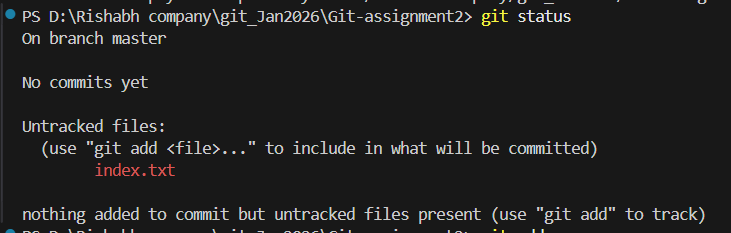 PS D:\Rishabh company\git_Jan2026\Git-assignment2> git status
On branch master
No commits yet
Untracked files:
(use "git add <file>..." to include in what will be committed)
index.txt
nothing added to commit but untracked files present (use "git add" to track)